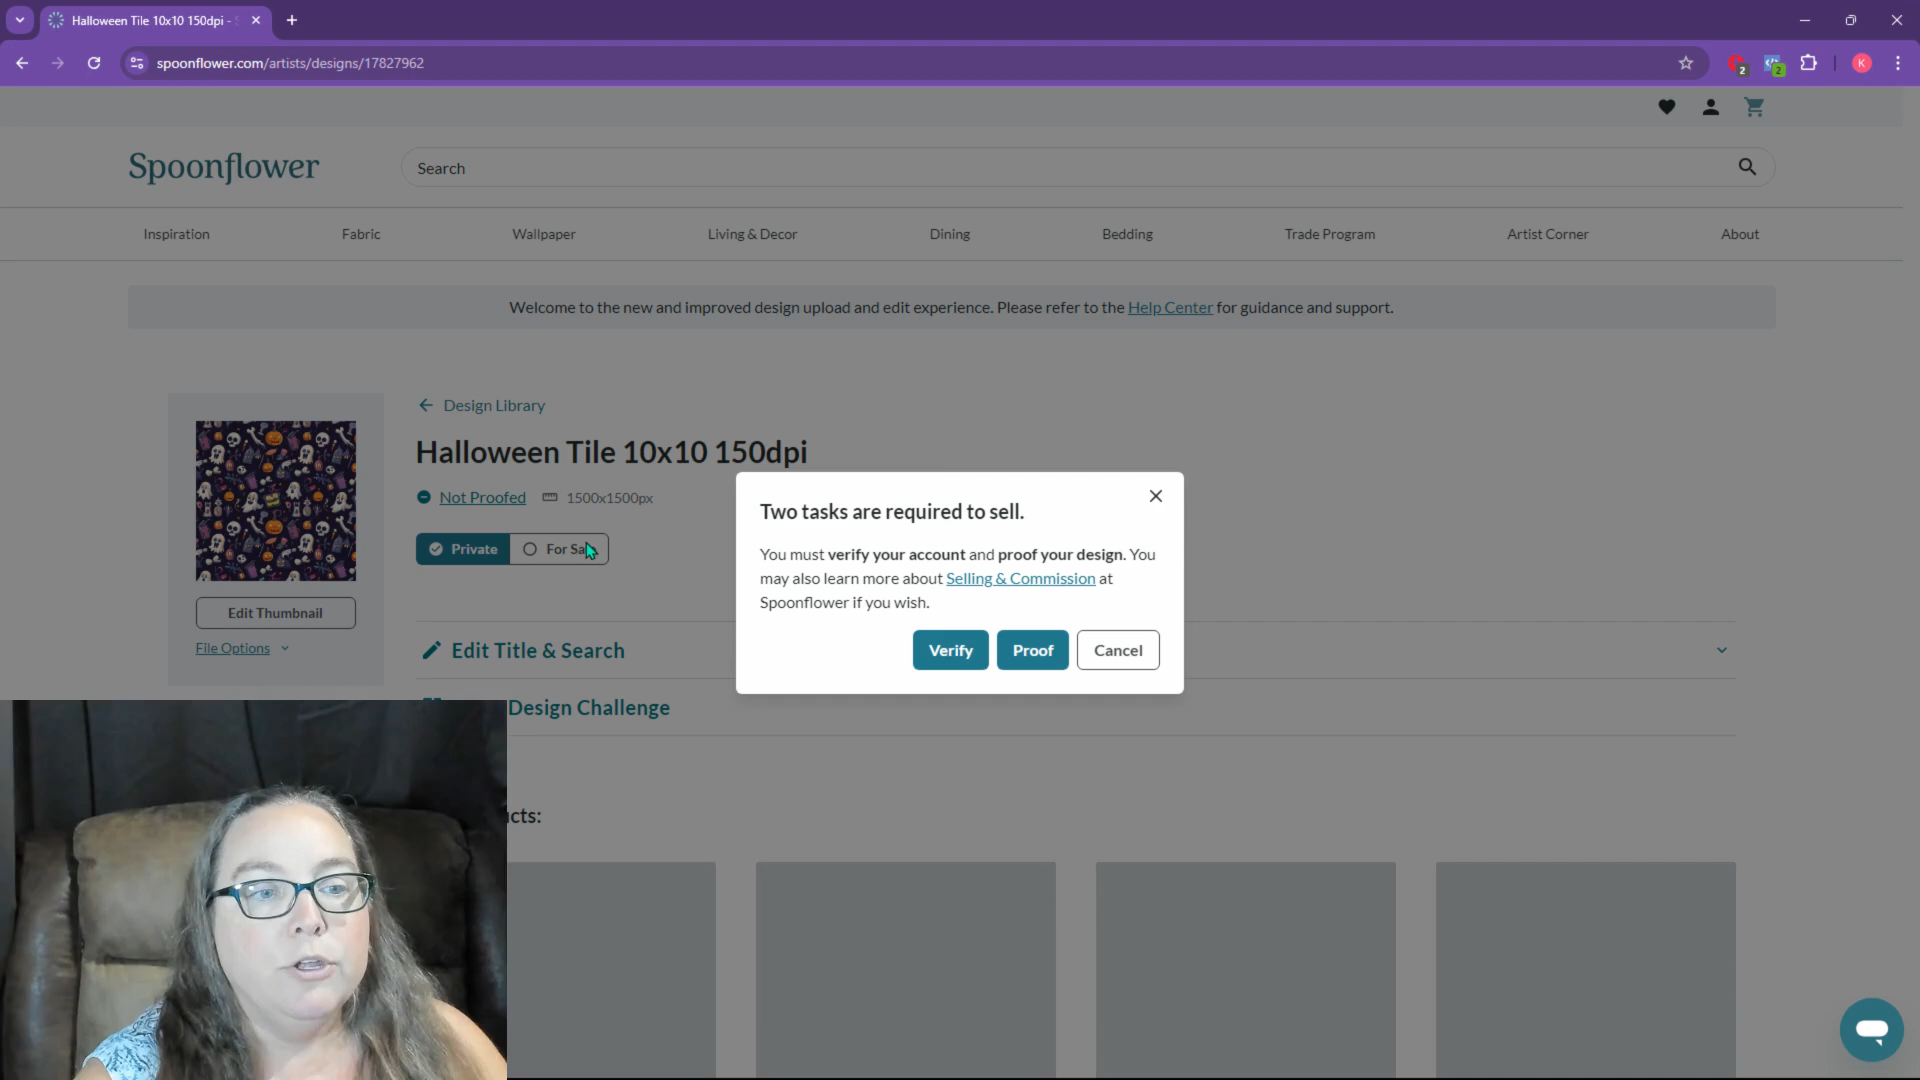 Halloween Tile 10x10 150dpi -
spoonflower.com/artists/designs/17827962
2
2
K
Spoonflower
Search
Inspiration
Fabric
Wallpaper
Living & Decor
Dining
Bedding
Trade Program
Artist Corner
About
Welcome to the new and improved design upload and edit experience. Please refer to the Help Center for guidance and support.
Design Library
Halloween Tile 10x10 150dpi
Not Proofed
1500x1500px
Private
For Sa
Edit Thumbnail
File Options
Edit Title & Search
Design Challenge
cts:
Two tasks are required to sell.
You must verify your account and proof your design. You
may also learn more about Selling & Commission at
Spoonflower if you wish.
Verify
Proof
Cancel